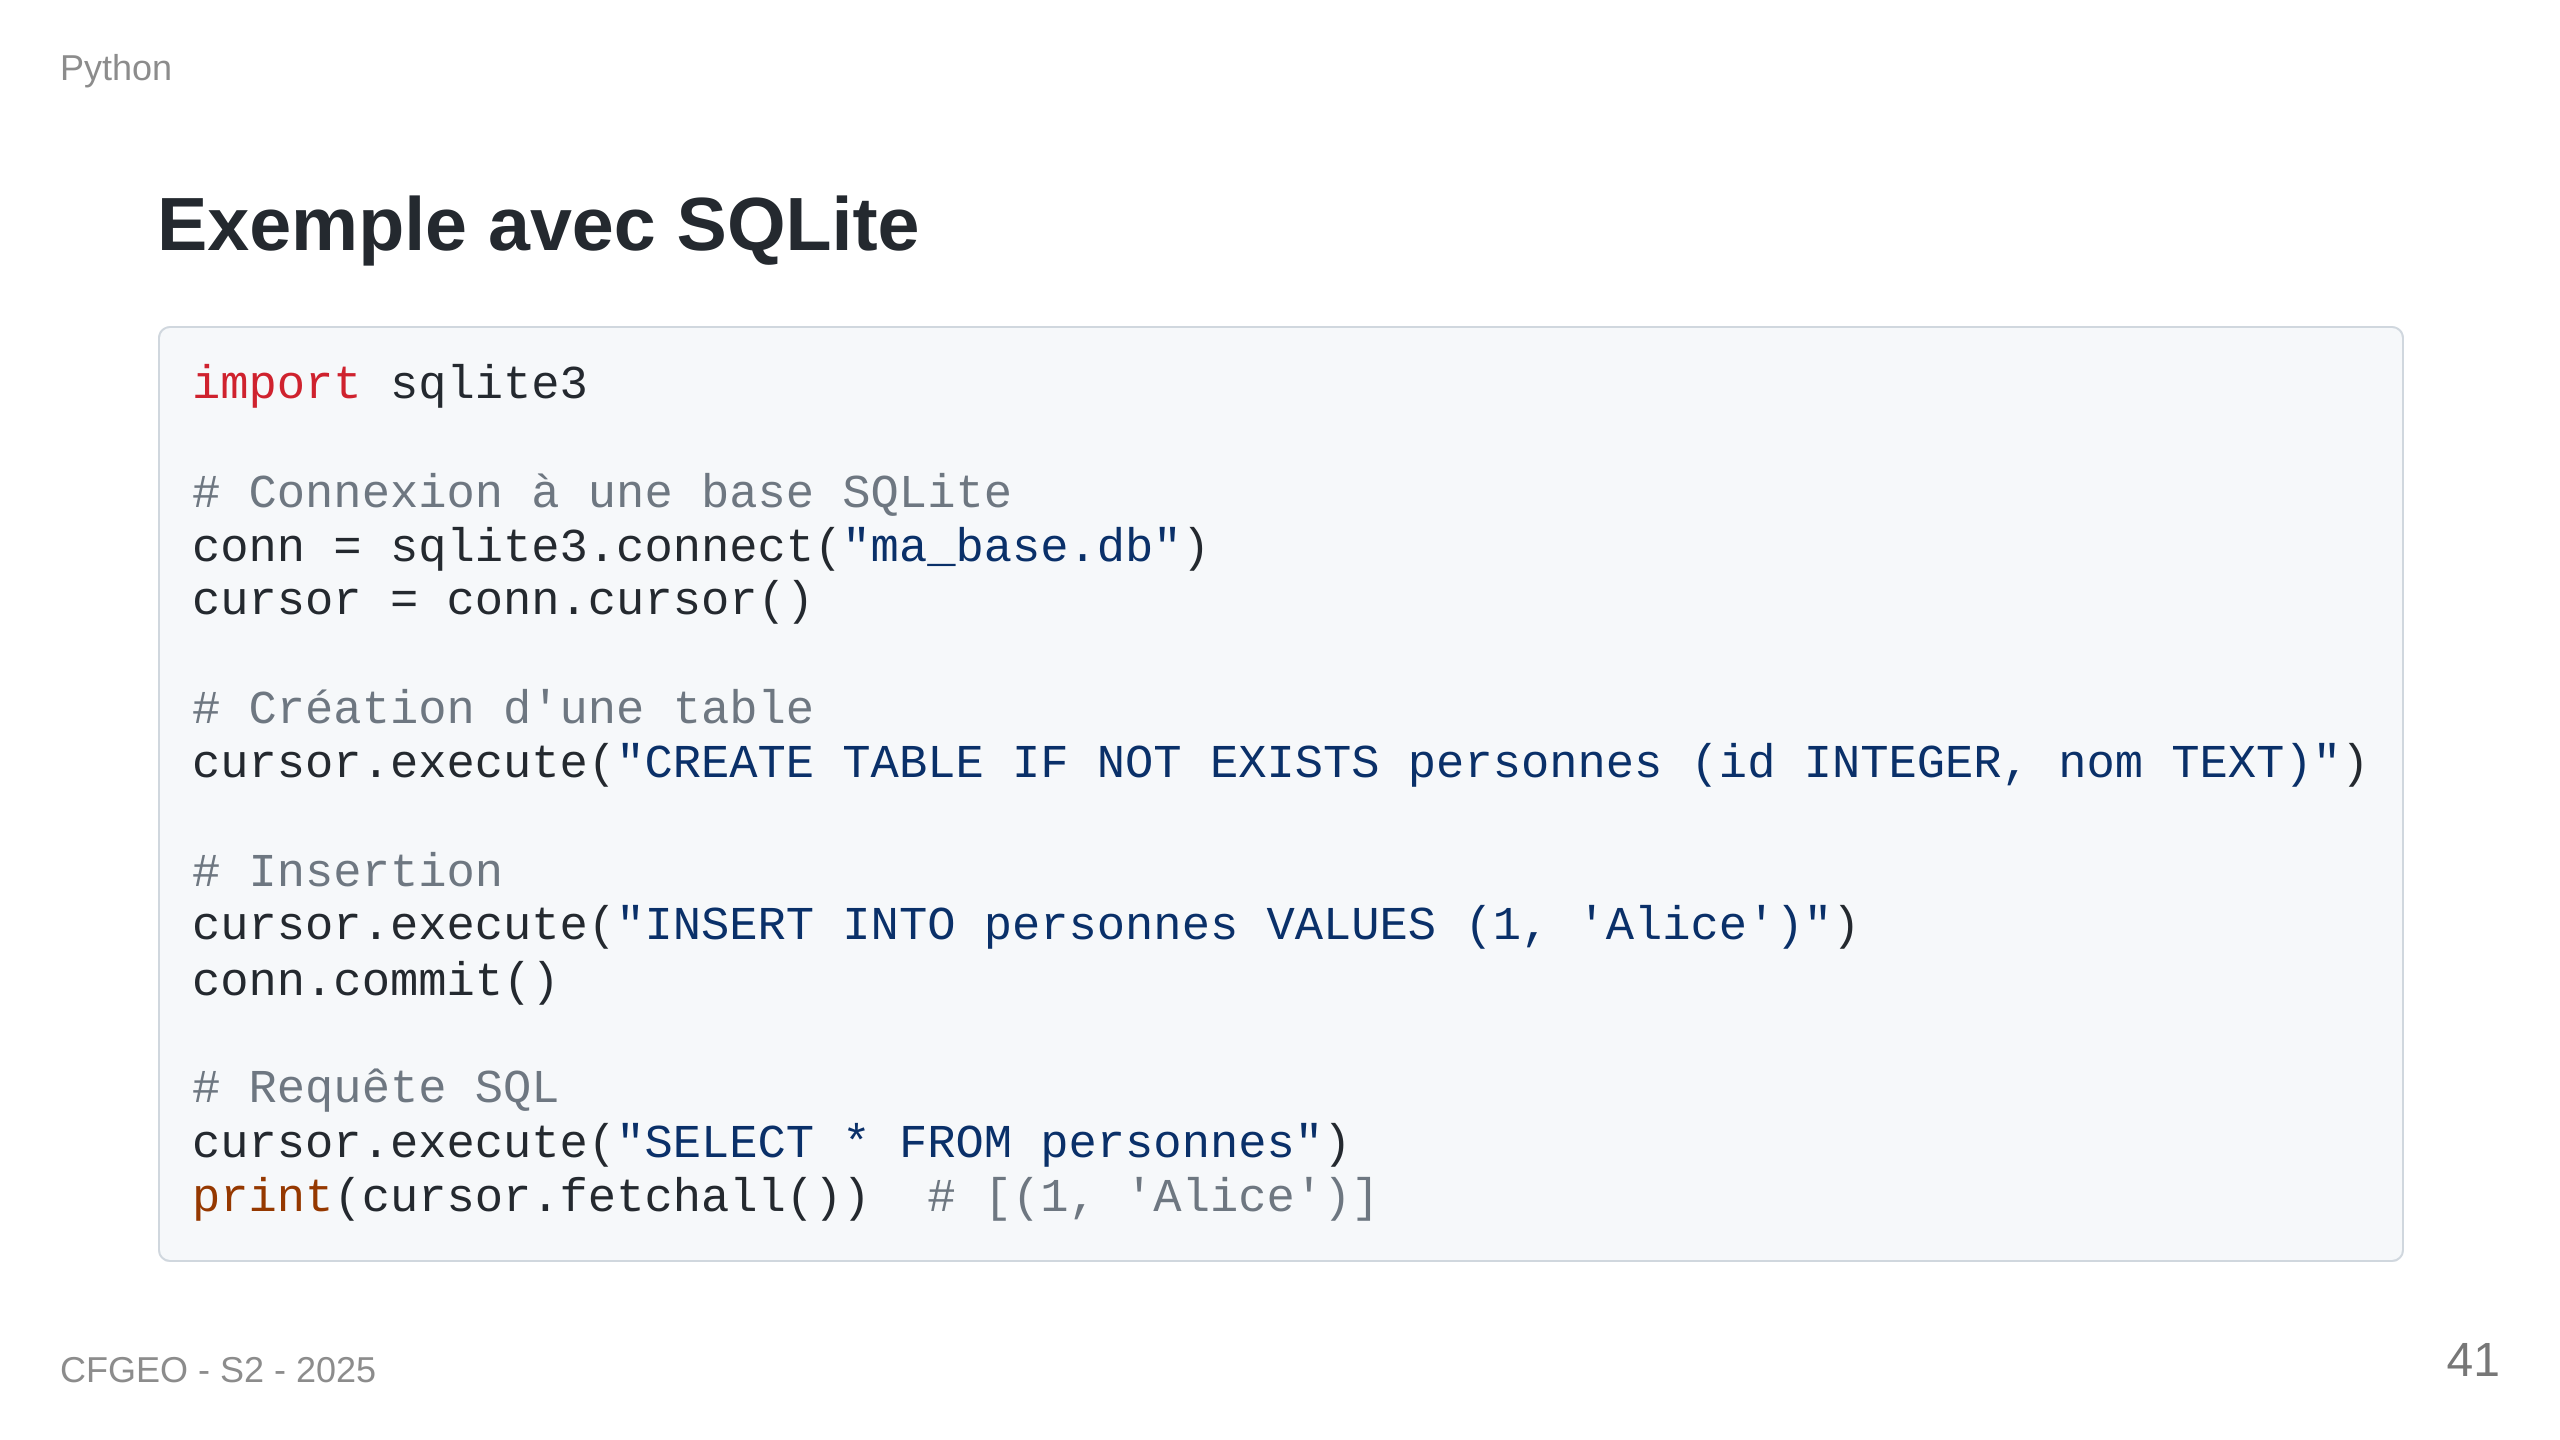 Python
Exemple avec SQLite
import sqlite3
# Connexion à une base SQLite
conn = sqlite3.connect("ma_base.db")
cursor = conn.cursor()
# Création d'une table
cursor.execute("CREATE TABLE IF NOT EXISTS personnes (id INTEGER, nom TEXT)")
# Insertion
cursor.execute("INSERT INTO personnes VALUES (1, 'Alice')")
conn.commit()
# Requête SQL
cursor.execute("SELECT * FROM personnes")
print(cursor.fetchall())  # [(1, 'Alice')]
CFGEO - S2 - 2025
41